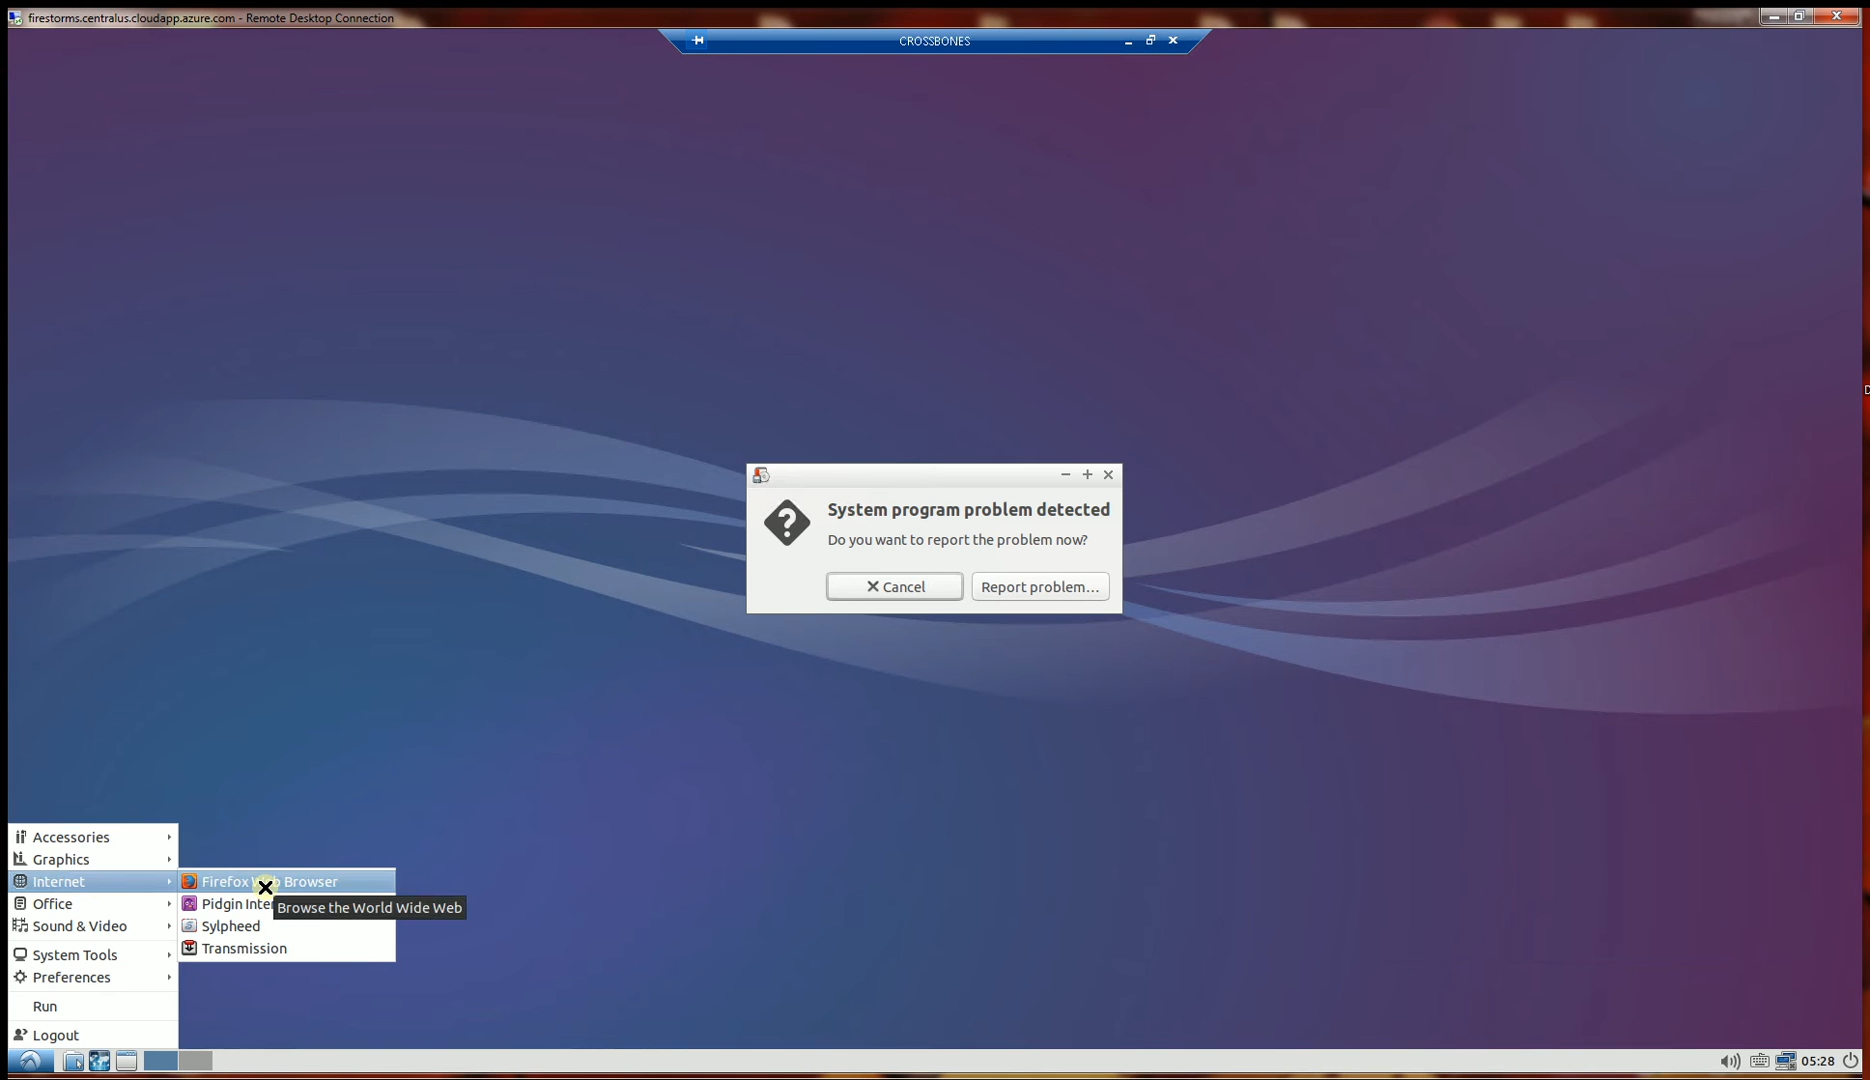 firestorms.centralus.cloudapp.azure.com - Remote Desktop Connection
CROSSBONES
System program problem detected
Do you want to report the problem now?
Cancel
Report problem...
Accessories
Graphics
Internet
Firefox Browser
Office
Pidgin
Browse the World Wide Web
Sound & Video
Sylpheed
Transmission
System Tools
Preferences
Run
Logout
05:28